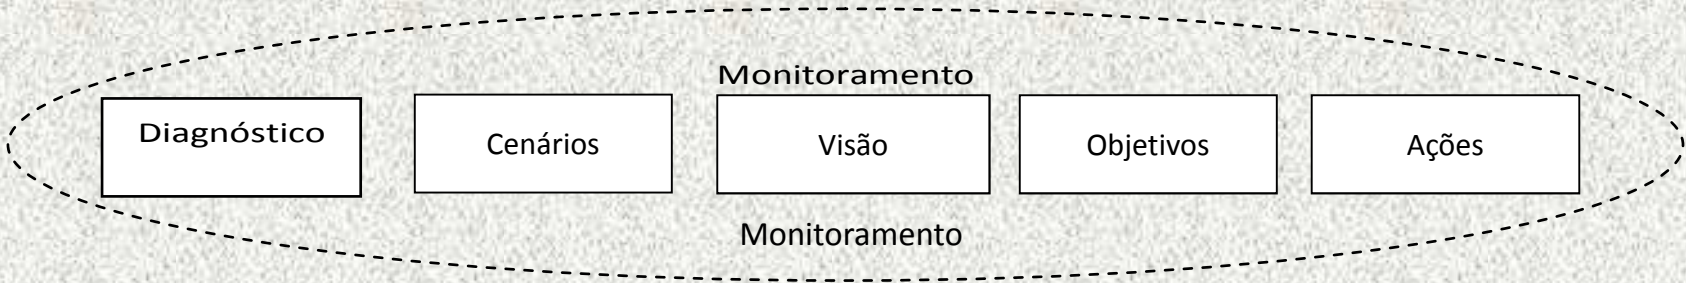 Monitoramento
Diagnóstico
Cenários
Visão
Objetivos
Ações
Monitoramento